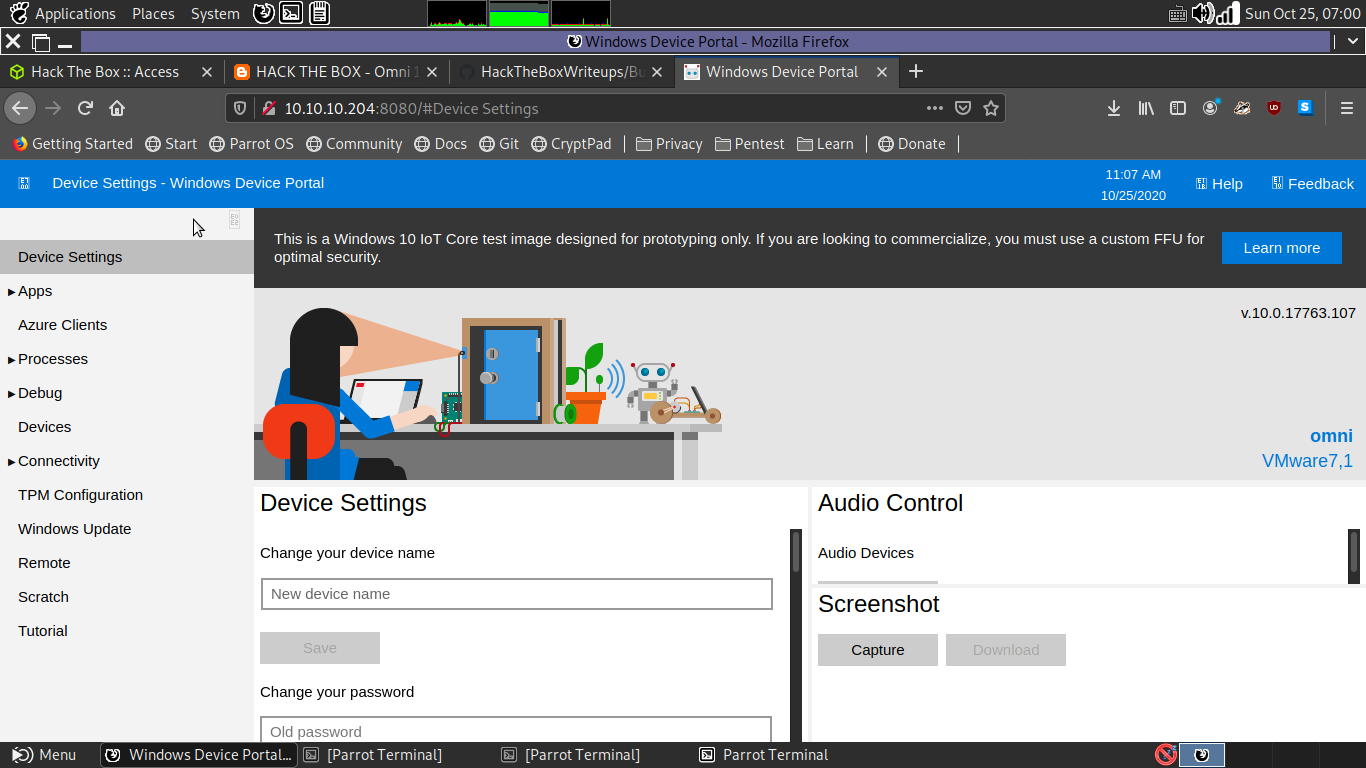 Applications Places System Sun Oct 25, 07:00
Windows Device Portal - Mozilla Firefox
Hack The Box :: Access HACK THE BOX - Omni HackTheBoxWriteups/ Windows Device Portal
10.10.10.204:8080/#Device Settings
Getting Started Start Parrot OS Community Docs Git CryptPad Privacy Pentest Learn Donate
Device Settings - Windows Device Portal
11:07 AM
10/25/2020
Help Feedback
This is a Windows 10 IoT Core test image designed for prototyping only. If you are looking to commercialize, you must use a custom FFU for
optimal security.
Learn more
Device Settings
Apps
Azure Clients
Processes
Debug
Devices
Connectivity
TPM Configuration
Windows Update
Remote
Scratch
Tutorial
v.10.0.17763.107
omni
VMware7,1
Device Settings
Change your device name
New device name
Save
Change your password
Old password
Audio Control
Audio Devices
Screenshot
Capture Download
Menu Windows Device Portal... [Parrot Terminal] [Parrot Terminal] Parrot Terminal